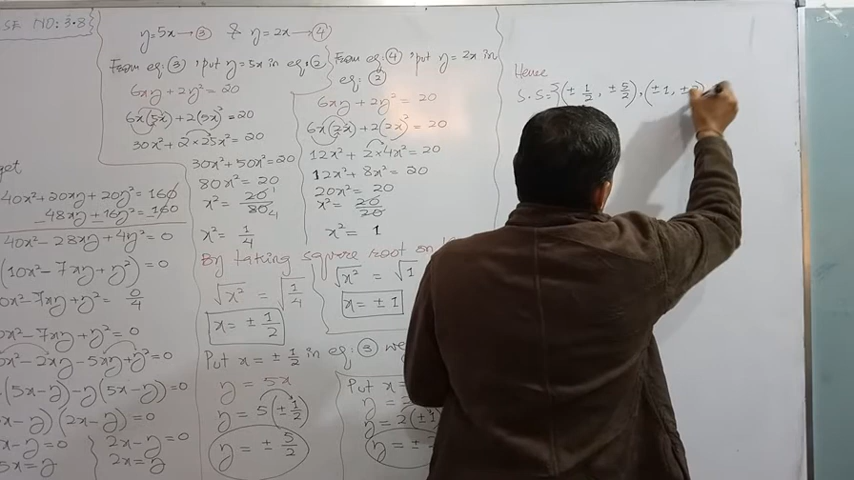 SE NO: 3.8
get
40x²+20xy+20y²=160
48xy+16y²=160
40x²-28xy+4y²=0
(10x²-7xy+y²)=0
0x²-7xy+y²=0/4
0x²-7xy+y²=0
0x²-2xy-5xy+y²=0
(5x-y)-y(5x-y)=0
x-y)(2x-y)=0
x-y=0 2x-y=0
5x=y 2x=y
y=5x→③ & y=2x→④
From eq: ③, put y=5x in eq: ②
6xy+2y²=20
6x(5x)+2(5x)²=20
30x²+2×25x²=20
30x²+50x²=20
80x²=20
x²=20/80
x²=1/4
By taking square root on
√x²=√1/4
x=±1/2
Put x=±1/2 in eq: ③ we
y=5x
y=5(±1/2)
y=±5/2
From eq: ④, put y=2x in
eq: ②
6xy+2y²=20
6x(2x)+2(2x)²=20
12x²+2×4x²=20
12x²+8x²=20
20x²=20
x²=20/20
x²=1
√x²=√1
x=±1
Put x=
y=
y=2(±1
y=±
Hence
S.S={(±1/2, ±5/2), (±1, ±2)